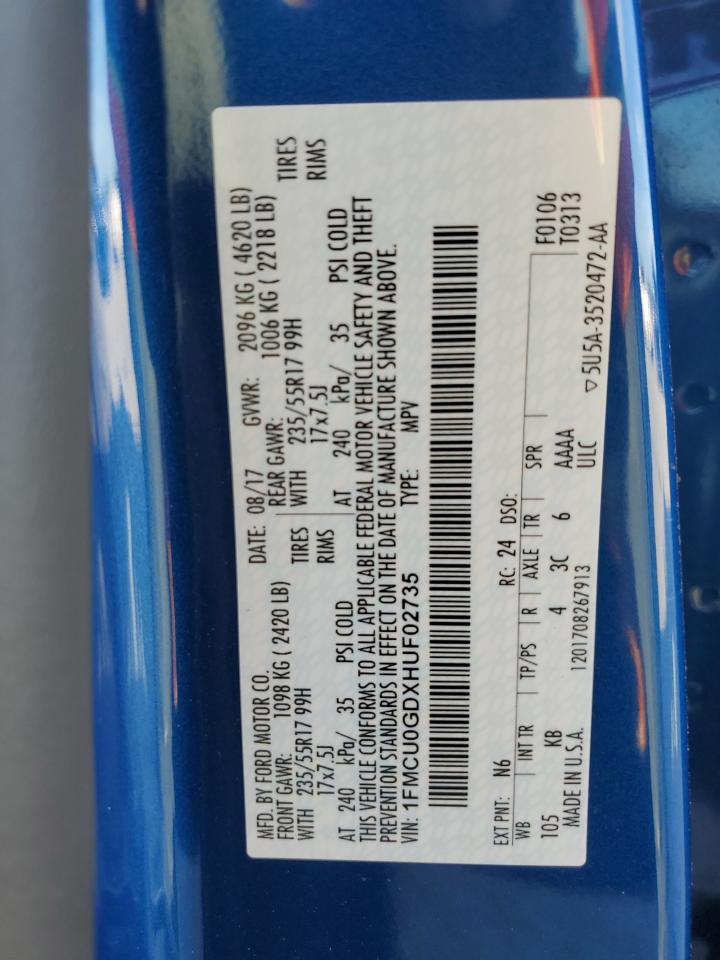 MFD. BY FORD MOTOR CO.
DATE: 08/17 GVWR: 2096 KG ( 4620 LB)
FRONT GAWR: 1098 KG ( 2420 LB)
REAR GAWR: 1006 KG ( 2218 LB)
WITH 235/55R17 99H TIRES
WITH 235/55R17 99H TIRES
17x7.5J RIMS
17x7.5J RIMS
AT 240 kPa/ 35 PSI COLD
AT 240 kPa/ 35 PSI COLD
THIS VEHICLE CONFORMS TO ALL APPLICABLE FEDERAL MOTOR VEHICLE SAFETY AND THEFT
PREVENTION STANDARDS IN EFFECT ON THE DATE OF MANUFACTURE SHOWN ABOVE.
VIN: 1FMCU0GDXHUF02735 TYPE: MPV
EXT PNT: N6 RC: 24 DSO: F0106
WB INT TR TP/PS R AXLE TR SPR T0313
105 KB 4 3C 6 AAAA
MADE IN U.S.A. 1201708267913 ULC ▽5U5A-3520472-AA